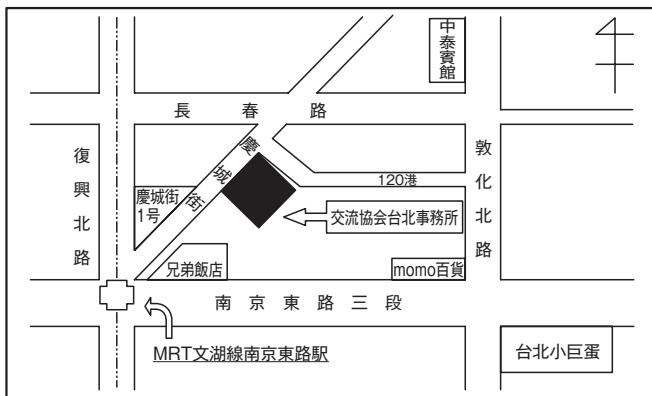 中泰賓館
長春路
慶城街
復興北路
敦化北路
120港
慶城街
1号
交流協会台北事務所
兄弟飯店
momo百貨
南京東路三段
MRT文湖線南京東路駅
台北小巨蛋